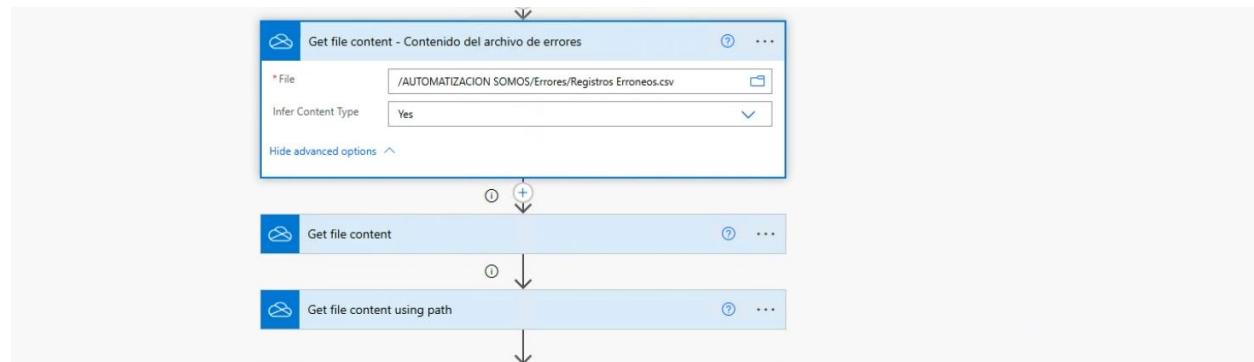 Get file content - Contenido del archivo de errores
* File
/AUTOMATIZACION SOMOS/Errores/Registros Erroneos.csv
Infer Content Type
Yes
Hide advanced options
Get file content
Get file content using path